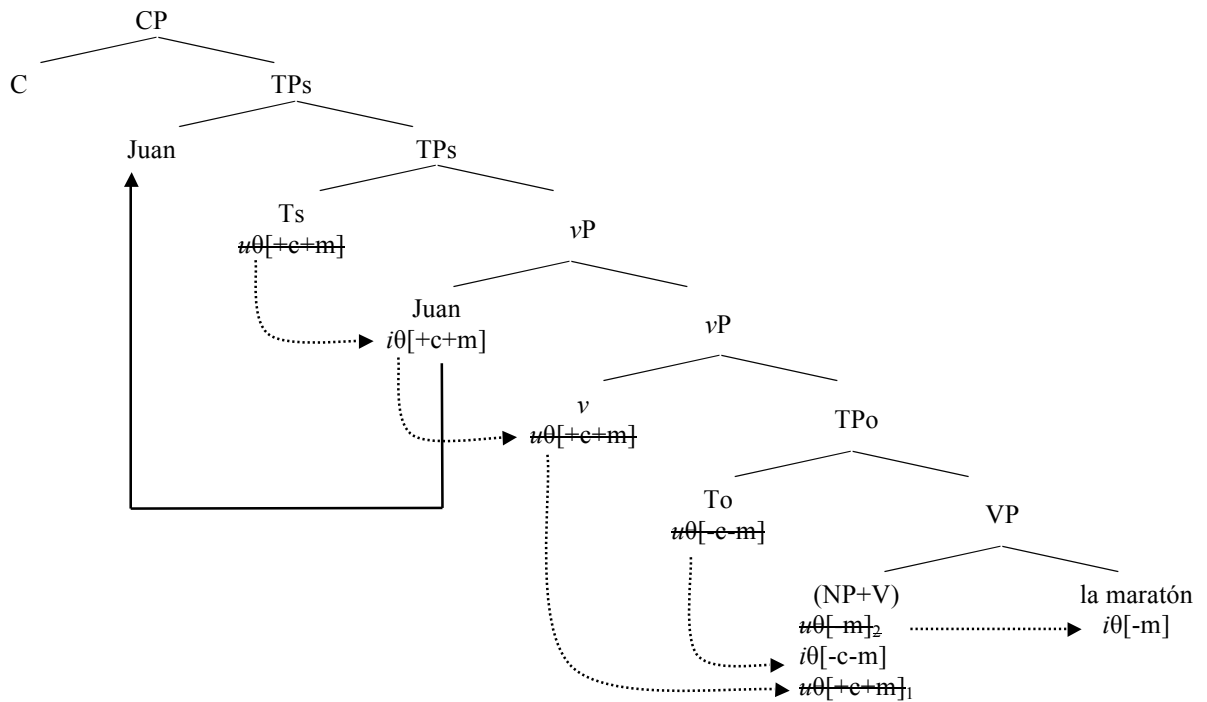 CP
C
TPs
Juan
TPs
Ts
uθ[+c+m]
vP
Juan
iθ[+c+m]
vP
v
uθ[+c+m]
TPo
To
uθ[-c-m]
VP
(NP+V)
la maratón
uθ[-m]₂
iθ[-m]
iθ[-c-m]
uθ[+c+m]₁